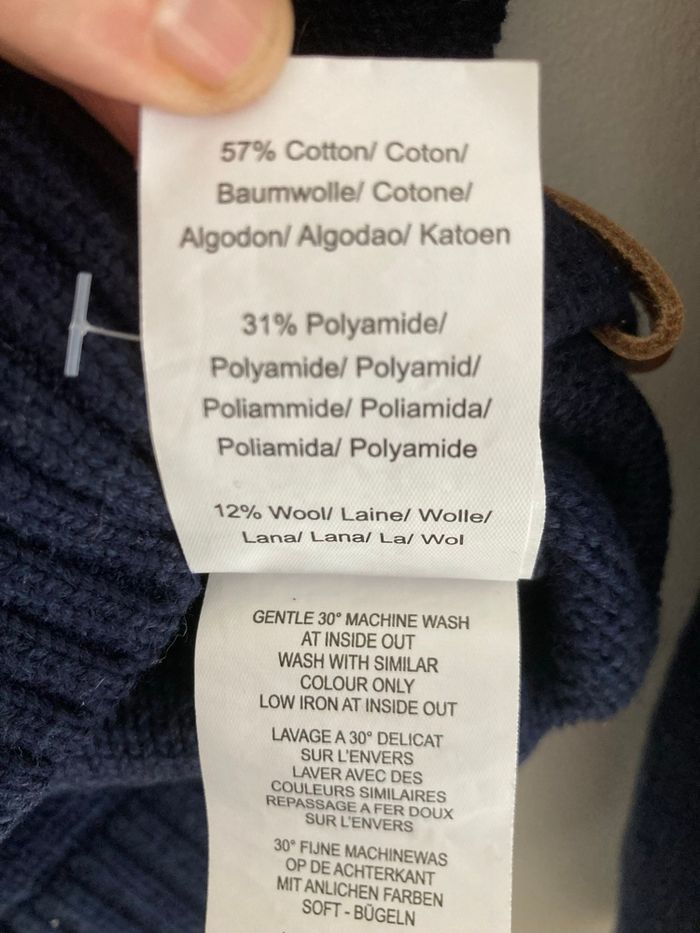 57% Cotton/ Coton/
Baumwolle/ Cotone/
Algodon/ Algodao/ Katoen
31% Polyamide/
Polyamide/ Polyamid/
Poliammide/ Poliamida/
Poliamida/ Polyamide
12% Wool/ Laine/ Wolle/
Lana/ Lana/ La/ Wol
GENTLE 30° MACHINE WASH
AT INSIDE OUT
WASH WITH SIMILAR
COLOUR ONLY
LOW IRON AT INSIDE OUT
LAVAGE A 30° DELICAT
SUR L'ENVERS
LAVER AVEC DES
COULEURS SIMILAIRES
REPASSAGE A FER DOUX
SUR L'ENVERS
30° FIJNE MACHINEWAS
OP DE ACHTERKANT
MIT ANLICHEN FARBEN
SOFT - BÜGELN